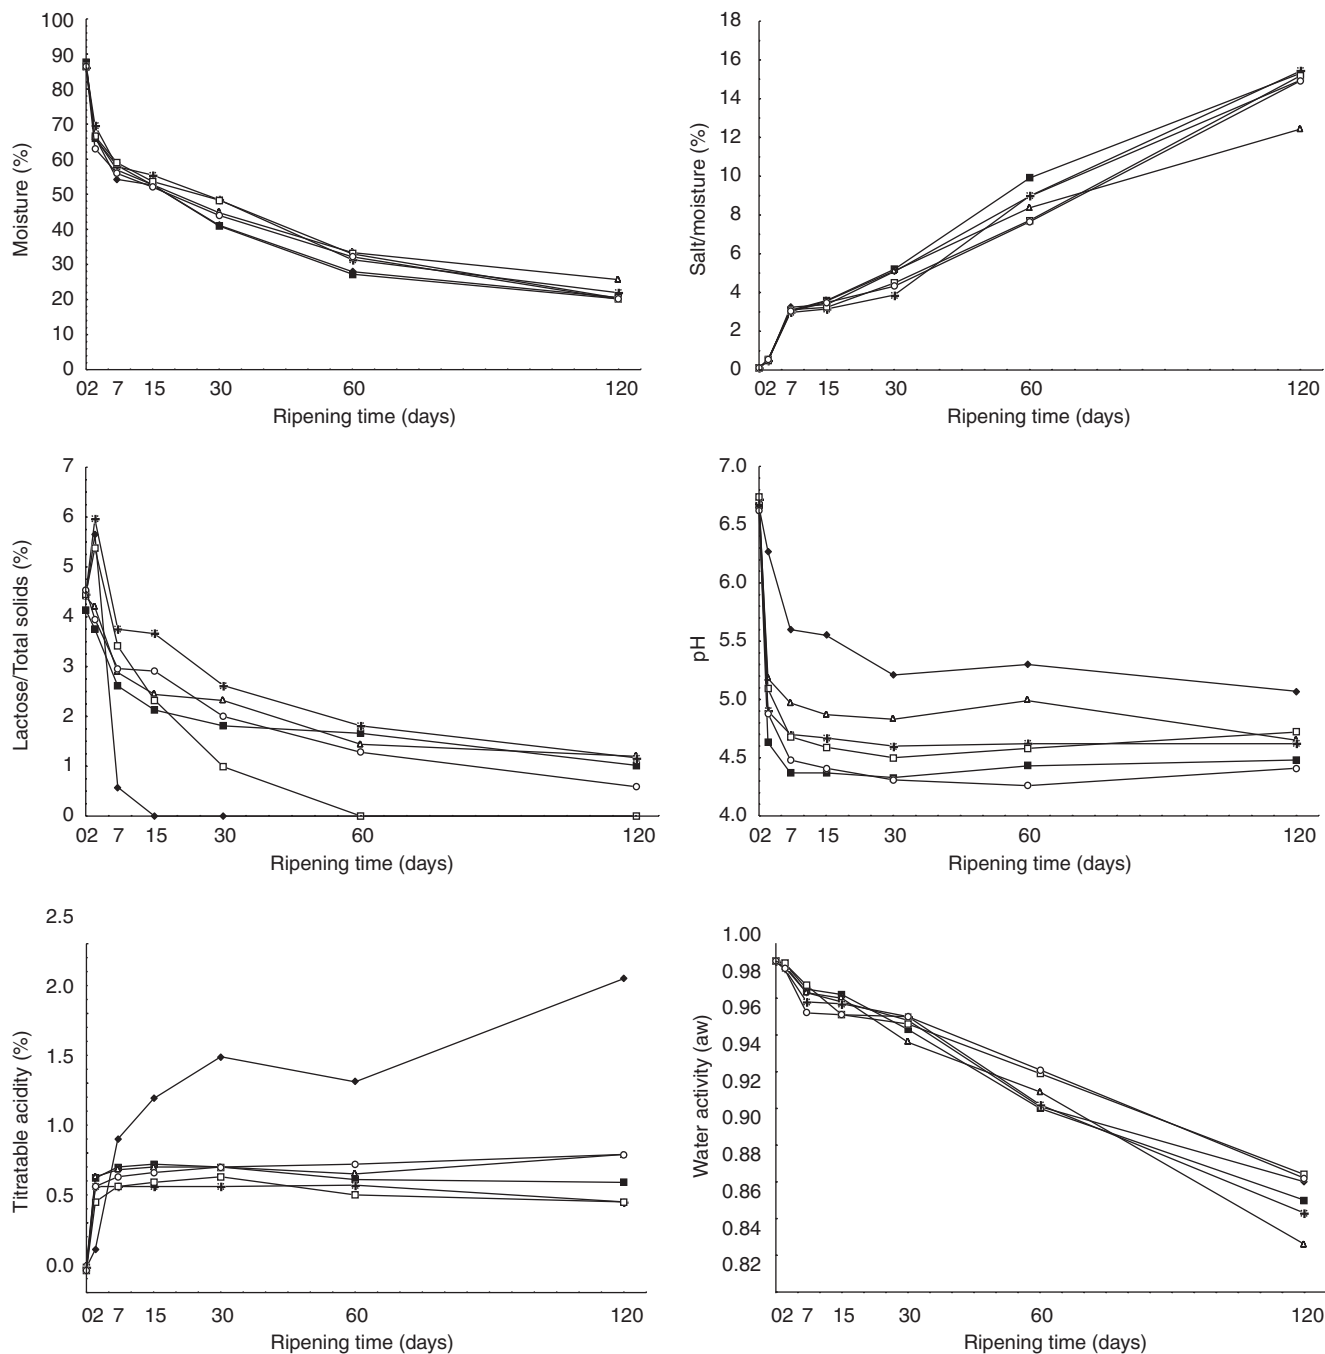 Moisture (%)
100
90
80
70
60
50
40
30
20
10
0
02 7 15 30 60 120
Ripening time (days)
Salt/moisture (%)
18
16
14
12
10
8
6
4
2
0
02 7 15 30 60 120
Ripening time (days)
Lactose/Total solids (%)
7
6
5
4
3
2
1
0
02 7 15 30 60 120
Ripening time (days)
pH
7.0
6.5
6.0
5.5
5.0
4.5
4.0
02 7 15 30 60 120
Ripening time (days)
Titratable acidity (%)
2.5
2.0
1.5
1.0
0.5
0.0
02 7 15 30 60 120
Ripening time (days)
Water activity (aw)
1.00
0.98
0.96
0.94
0.92
0.90
0.88
0.86
0.84
0.82
02 7 15 30 60 120
Ripening time (days)